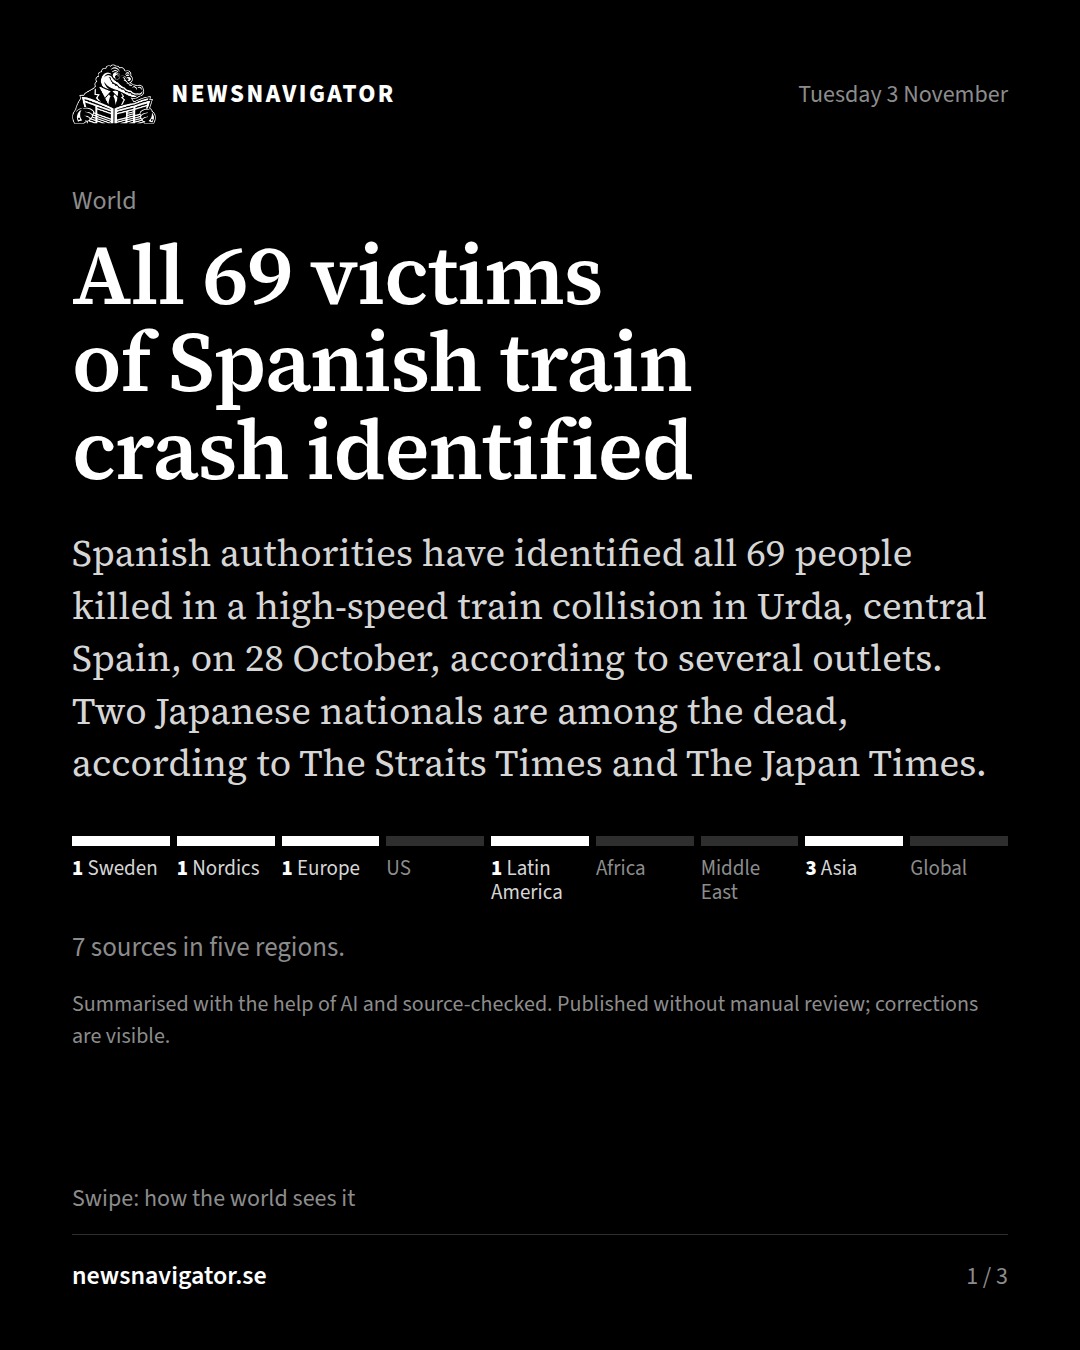 NEWSNAVIGATOR
Tuesday 3 November
World
All 69 victims
of Spanish train
crash identified
Spanish authorities have identified all 69 people
killed in a high-speed train collision in Urda, central
Spain, on 28 October, according to several outlets.
Two Japanese nationals are among the dead,
according to The Straits Times and The Japan Times.
1 Sweden
1 Nordics
1 Europe
US
1 Latin
America
Africa
Middle
East
3 Asia
Global
7 sources in five regions.
Summarised with the help of AI and source-checked. Published without manual review; corrections
are visible.
Swipe: how the world sees it
newsnavigator.se
1 / 3